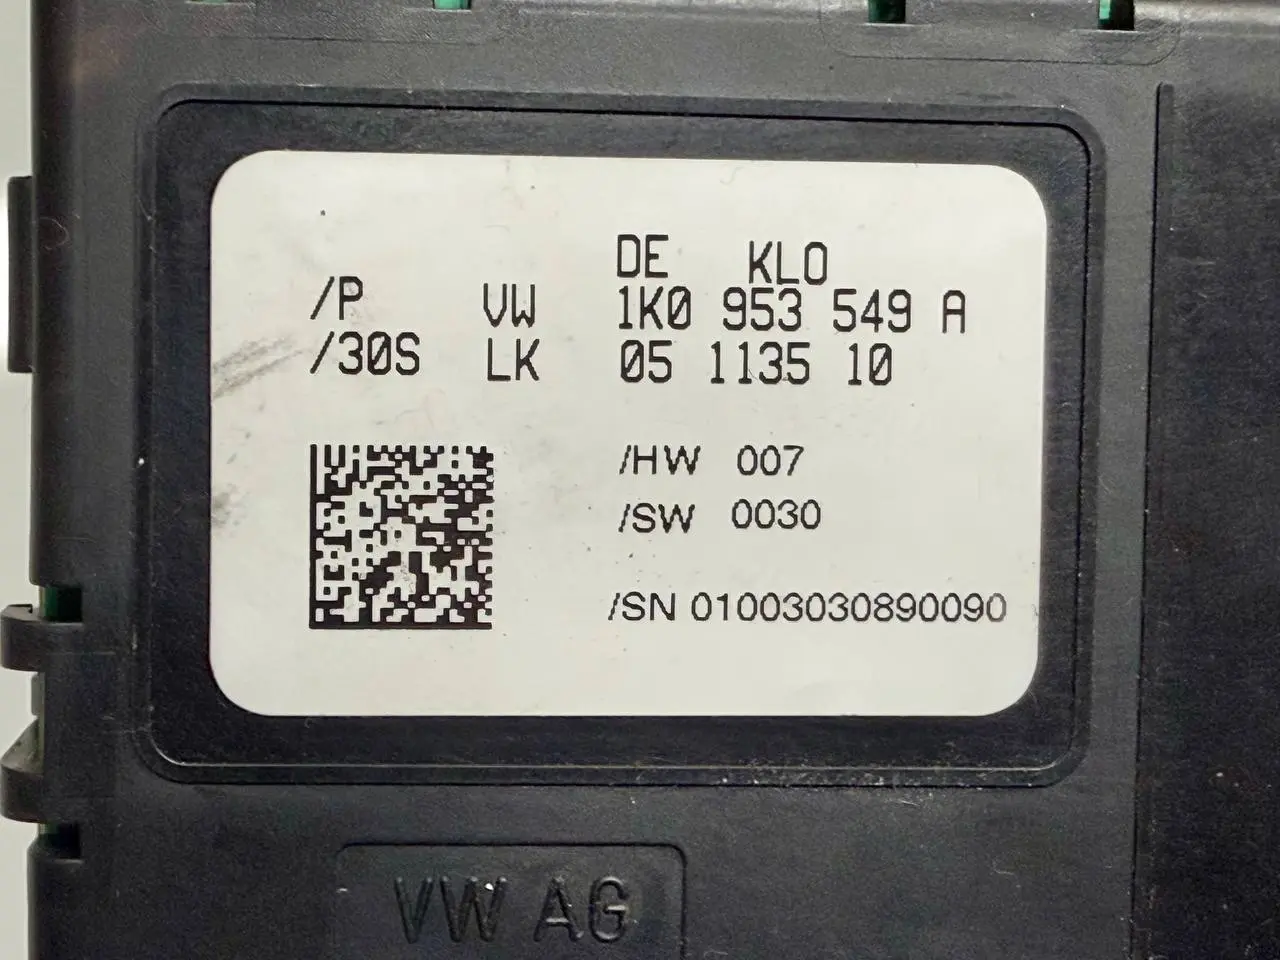 DE KLO
/P VW 1K0 953 549 A
/30S LK 05 1135 10
/HW 007
/SW 0030
/SN 01003030890090
VW AG